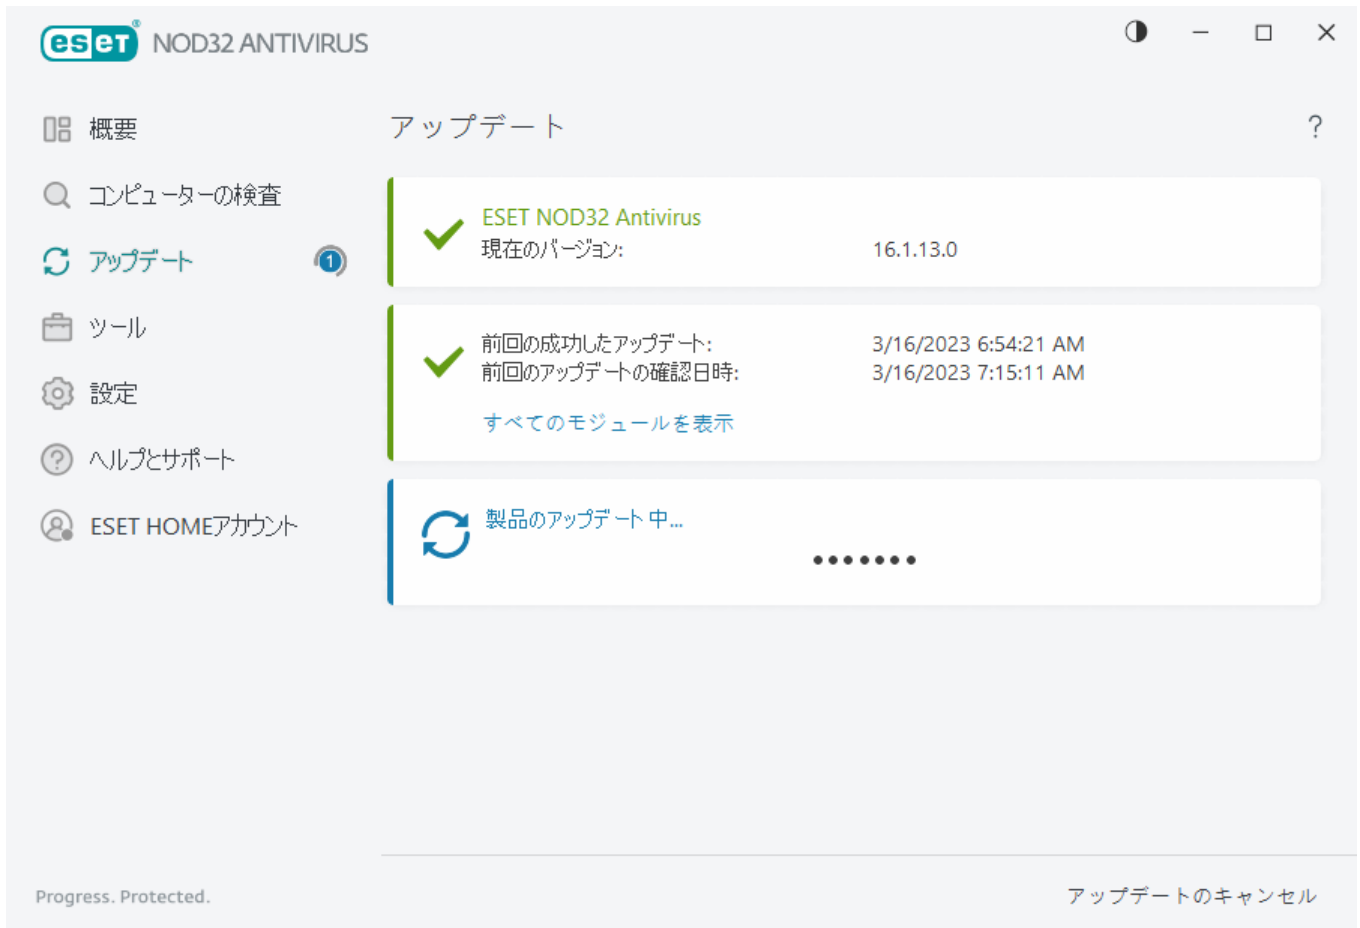 eset® NOD32 ANTIVIRUS
概要
コンピューターの検査
アップデート 1
ツール
設定
ヘルプとサポート
ESET HOMEアカウント
アップデート ?
ESET NOD32 Antivirus
現在のバージョン: 16.1.13.0
前回の成功したアップデート: 3/16/2023 6:54:21 AM
前回のアップデートの確認日時: 3/16/2023 7:15:11 AM
すべてのモジュールを表示
製品のアップデート 中...
Progress. Protected.
アップデートのキャンセル